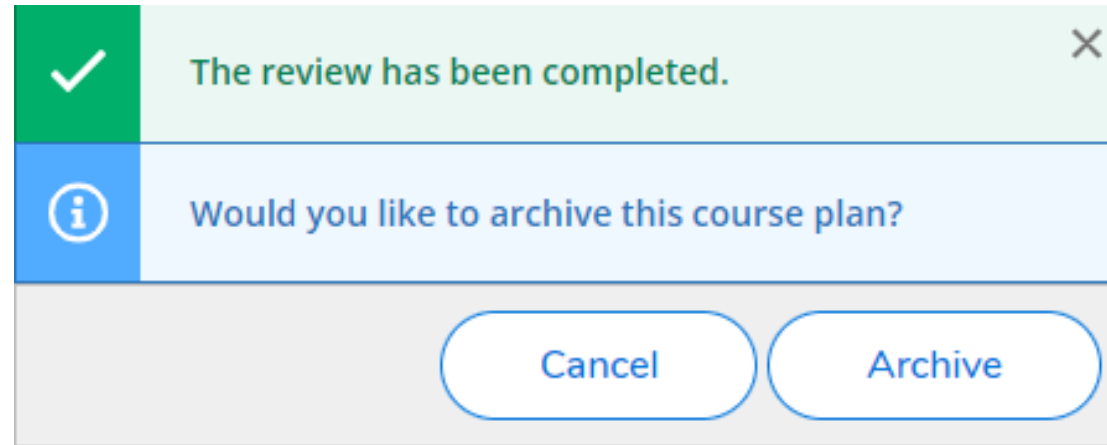 The review has been completed.
Would you like to archive this course plan?
Cancel Archive